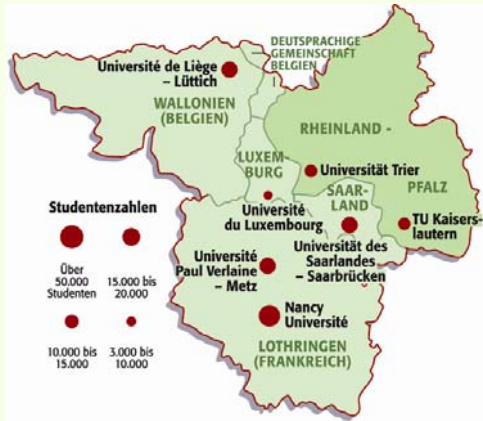 DEUTSPRACHIGE
GEMEINSCHAFT
BELGIEN
Université de Liège
– Lüttich
WALLONIEN
(BELGIEN)
RHEINLAND -
PFALZ
LUXEM-
BURG
Universität Trier
SAAR-
LAND
Université
du Luxembourg
TU Kaisers-
lautern
Universität des
Saarlandes
– Saarbrücken
Université
Paul Verlaine
– Metz
Nancy
Université
LOTHRINGEN
(FRANKREICH)
Studentenzahlen
Über
50.000
Studenten
15.000 bis
20.000
10.000 bis
15.000
3.000 bis
10.000